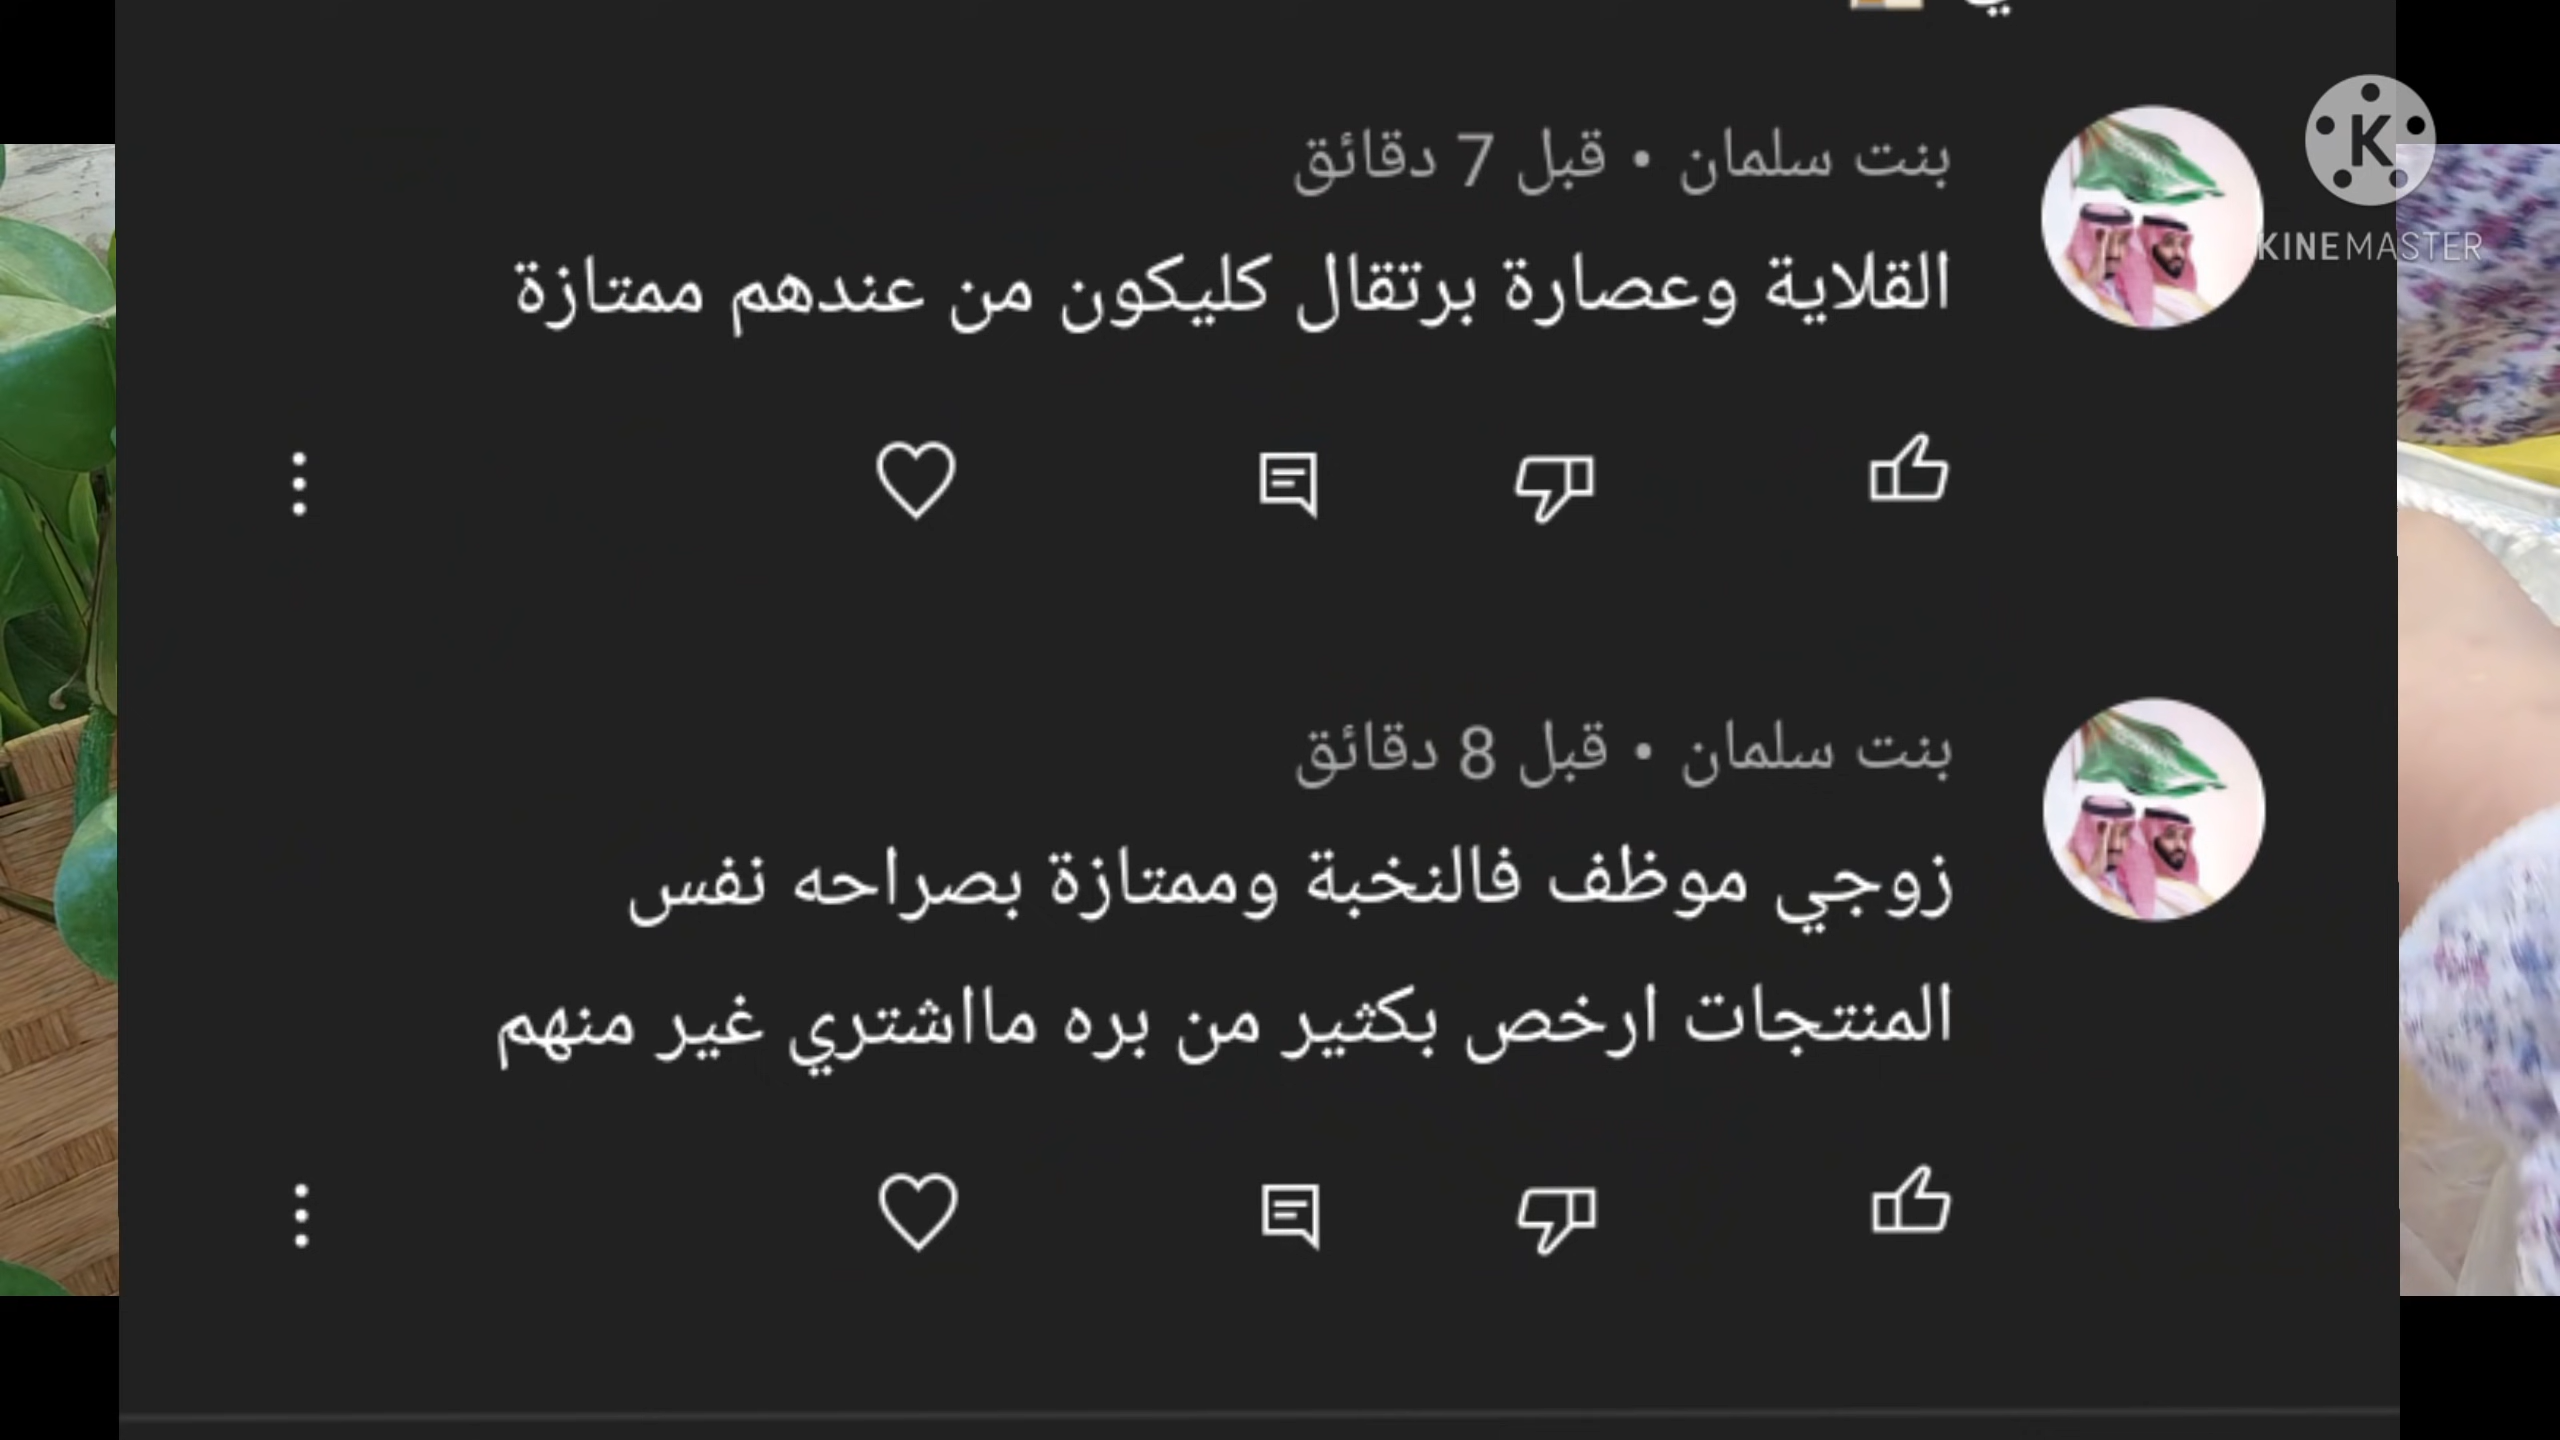 بنت سلمان • قبل 7 دقائق
القلاية وعصارة برتقال كليكون من عندهم ممتازة
بنت سلمان • قبل 8 دقائق
زوجي موظف فالنخبة وممتازة بصراحه نفس
المنتجات ارخص بكثير من بره مااشتري غير منهم
K
KINEMASTER